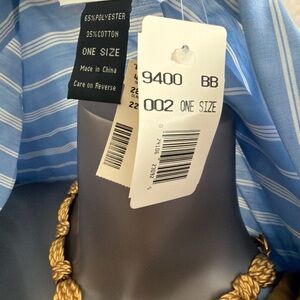 65%POLYESTER
35%COTTON
ONE SIZE
Made in China
Care on Reverse
9400 BB
002 ONE SIZE